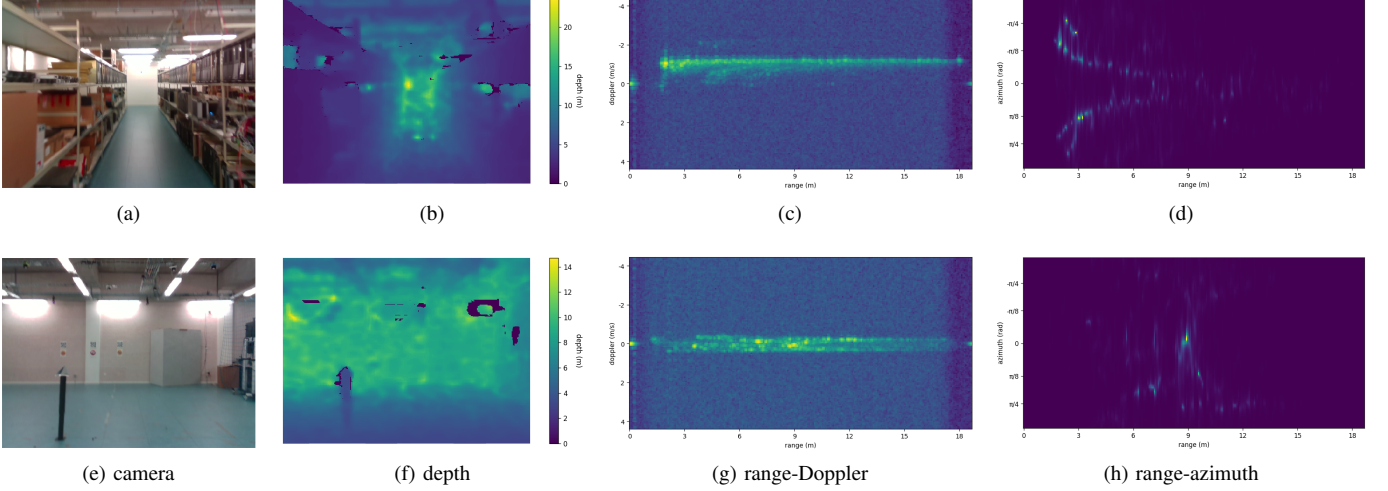 20
15
10
5
0
depth (m)
-4
-2
0
2
4
doppler (m/s)
0
3
6
9
12
15
18
range (m)
-π/4
-π/8
0
π/8
π/4
azimuth (rad)
0
3
6
9
12
15
18
range (m)
(a)
(b)
(c)
(d)
14
12
10
8
6
4
2
0
depth (m)
-4
-2
0
2
4
doppler (m/s)
0
3
6
9
12
15
18
range (m)
-π/4
-π/8
0
π/8
π/4
azimuth (rad)
0
3
6
9
12
15
18
range (m)
(e) camera
(f) depth
(g) range-Doppler
(h) range-azimuth